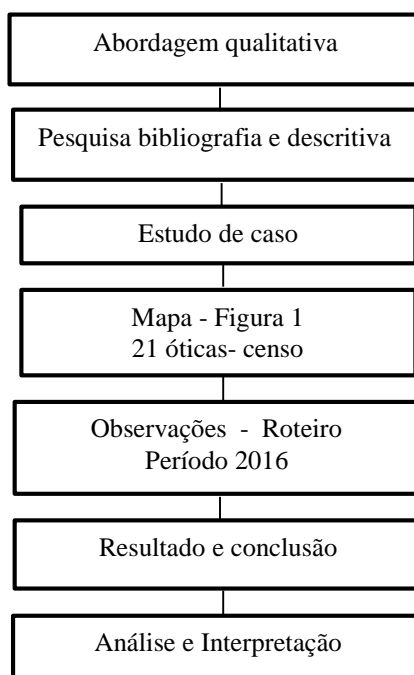 Abordagem qualitativa
Pesquisa bibliografia e descritiva
Estudo de caso
Mapa - Figura 1
21 óticas- censo
Observações - Roteiro
Período 2016
Resultado e conclusão
Análise e Interpretação